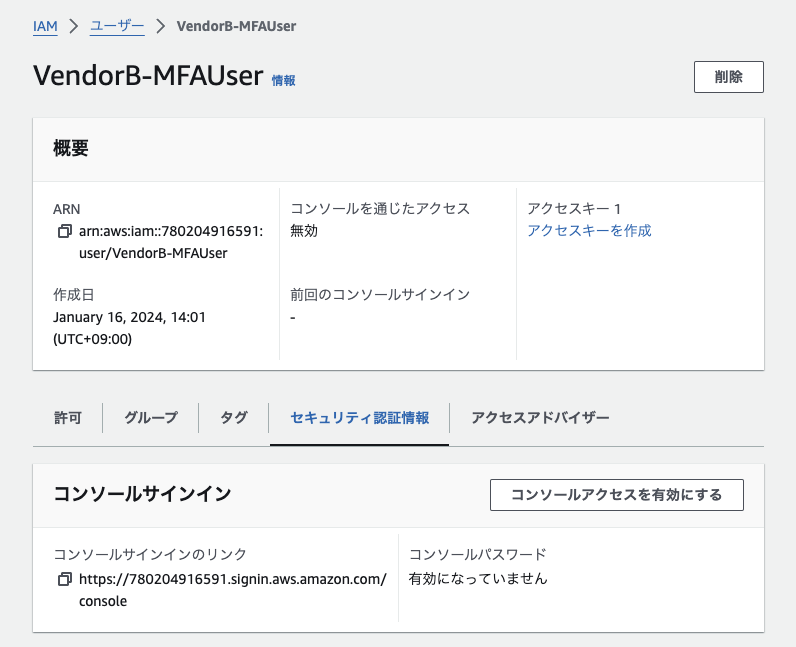 IAM > ユーザー > VendorB-MFAUser
VendorB-MFAUser 情報
削除
概要
ARN
arn:aws:iam::780204916591:
user/VendorB-MFAUser
作成日
January 16, 2024, 14:01
(UTC+09:00)
コンソールを通じたアクセス
無効
前回のコンソールサインイン
-
アクセスキー 1
アクセスキーを作成
許可
グループ
タグ
セキュリティ認証情報
アクセスアドバイザー
コンソールサインイン
コンソールアクセスを有効にする
コンソールサインインのリンク
https://780204916591.signin.aws.amazon.com/
console
コンソールパスワード
有効になっていません